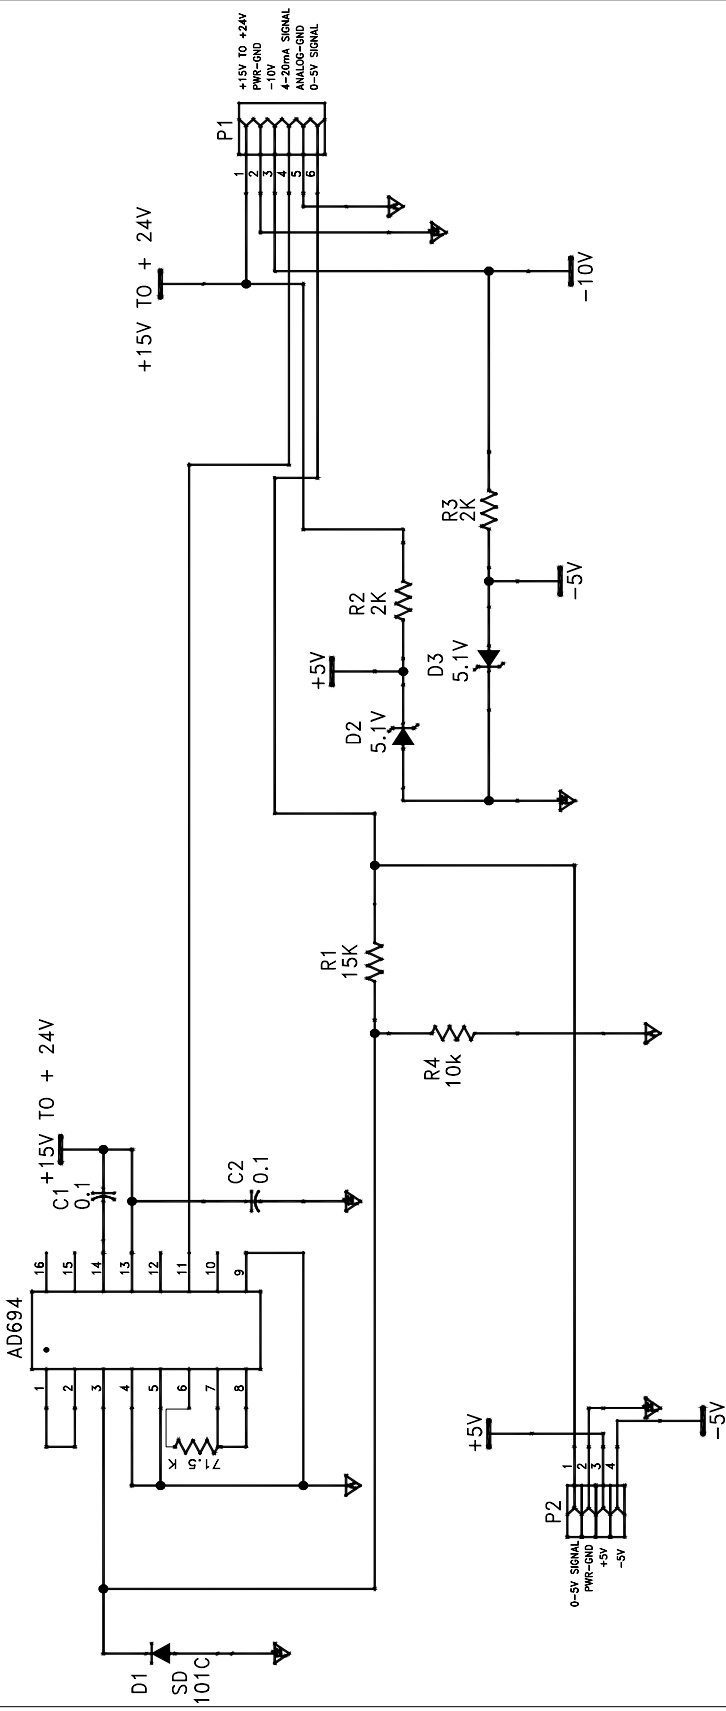 +15V TO +24V
PWR-GND
-10V
4-20mA SIGNAL
ANALOG-GND
0-5V SIGNAL
P1
1
2
3
4
5
6
+15V TO + 24V
-10V
R3
2K
-5V
R2
2K
+5V
D3
5.1V
D2
5.1V
R1
15K
R4
10k
+15V TO + 24V
C1
0.1
C2
0.1
16
15
14
13
12
11
10
9
AD694
1
2
3
4
5
6
7
8
71.5 K
+5V
-5V
1
2
3
4
P2
0-5V SIGNAL
PWR-GND
+5V
-5V
D1
SD
101C